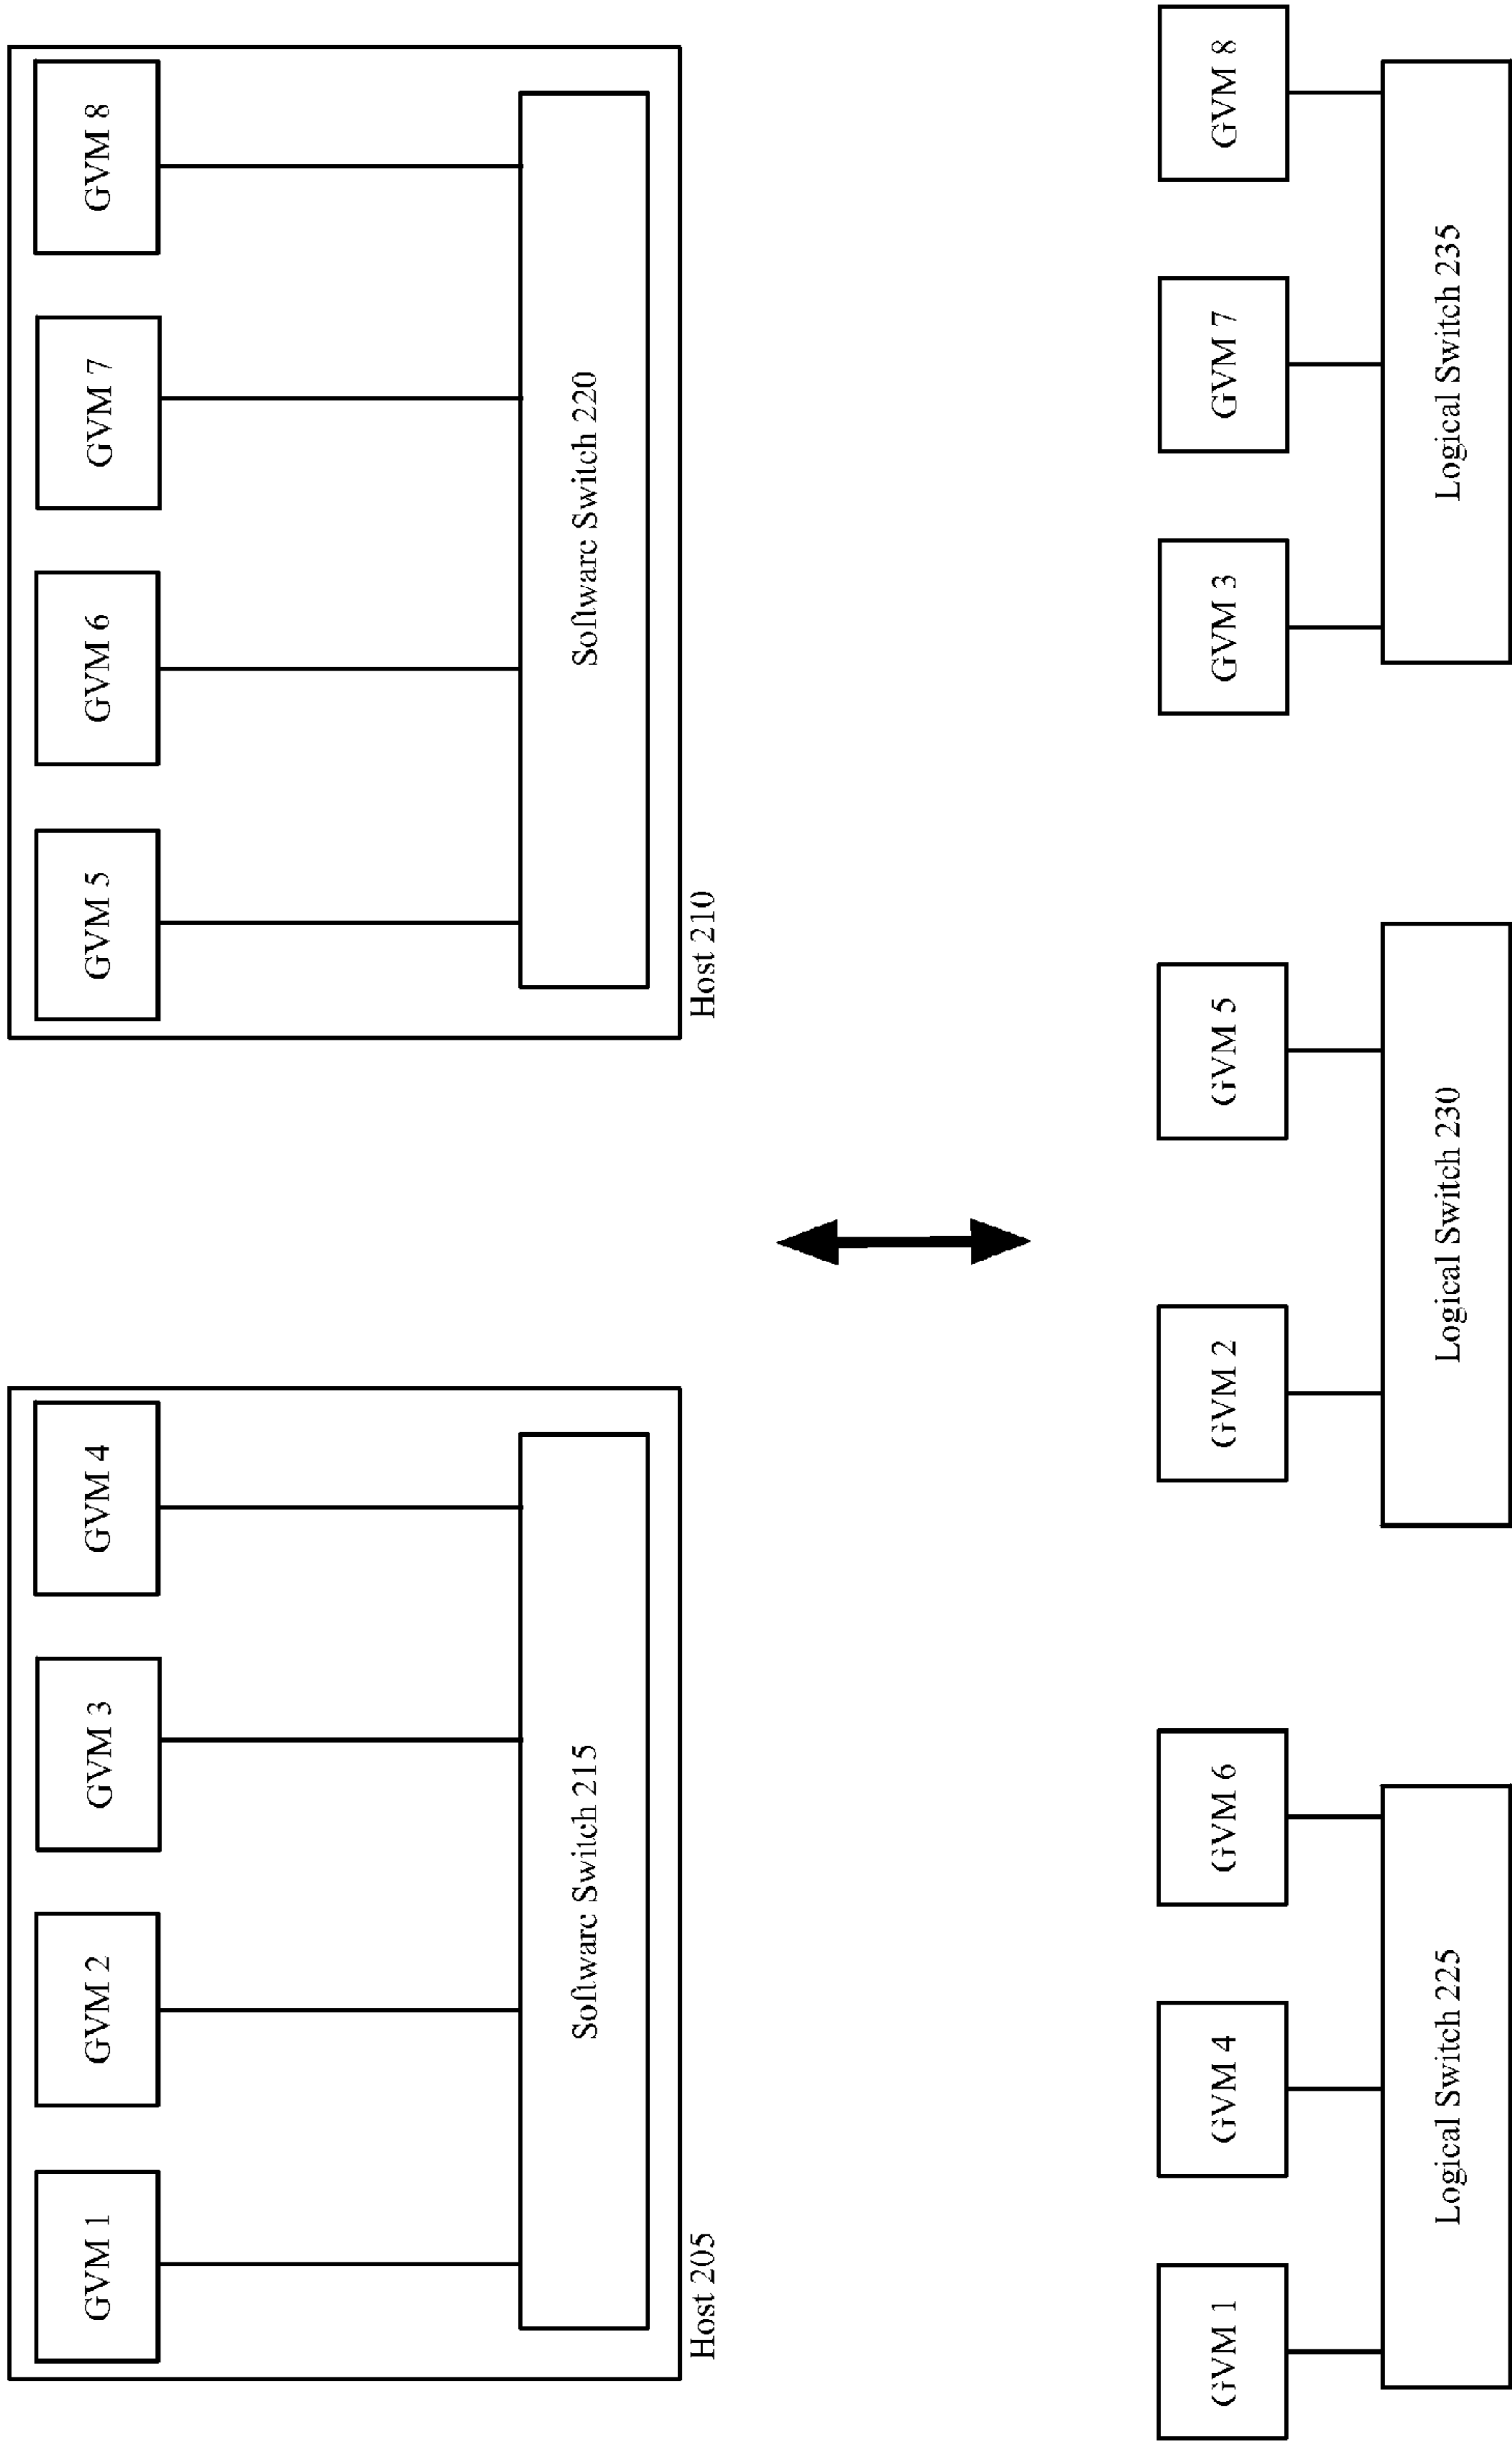 GVM 1
GVM 2
GVM 3
GVM 4
Software Switch 215
Host 205
GVM 5
GVM 6
GVM 7
GVM 8
Software Switch 220
Host 210
GVM 1
GVM 4
GVM 6
Logical Switch 225
GVM 2
GVM 5
Logical Switch 230
GVM 3
GVM 7
GVM 8
Logical Switch 235